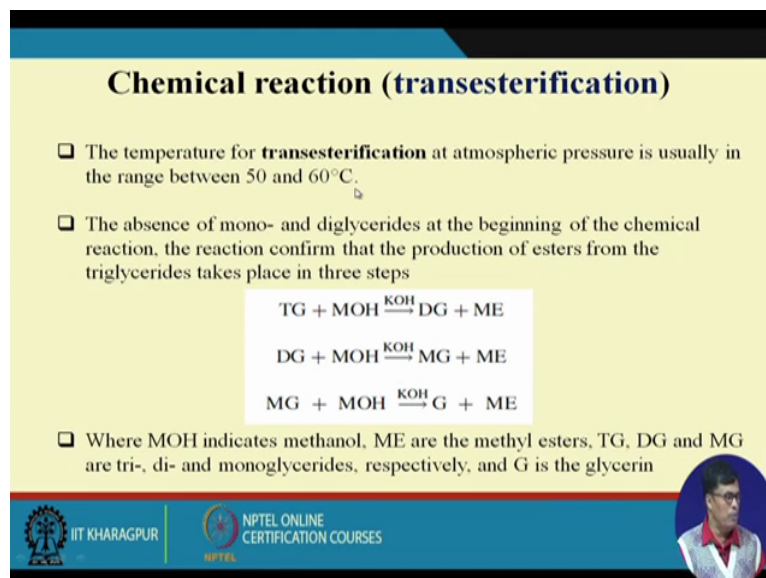 Chemical reaction (transesterification)
❑ The temperature for transesterification at atmospheric pressure is usually in
the range between 50 and 60°C.
❑ The absence of mono- and diglycerides at the beginning of the chemical
reaction, the reaction confirm that the production of esters from the
triglycerides takes place in three steps
TG + MOH KOH⟶ DG + ME
DG + MOH KOH⟶ MG + ME
MG + MOH KOH⟶ G + ME
❑ Where MOH indicates methanol, ME are the methyl esters, TG, DG and MG
are tri-, di- and monoglycerides, respectively, and G is the glycerin
IIT KHARAGPUR
NPTEL
NPTEL ONLINE
CERTIFICATION COURSES